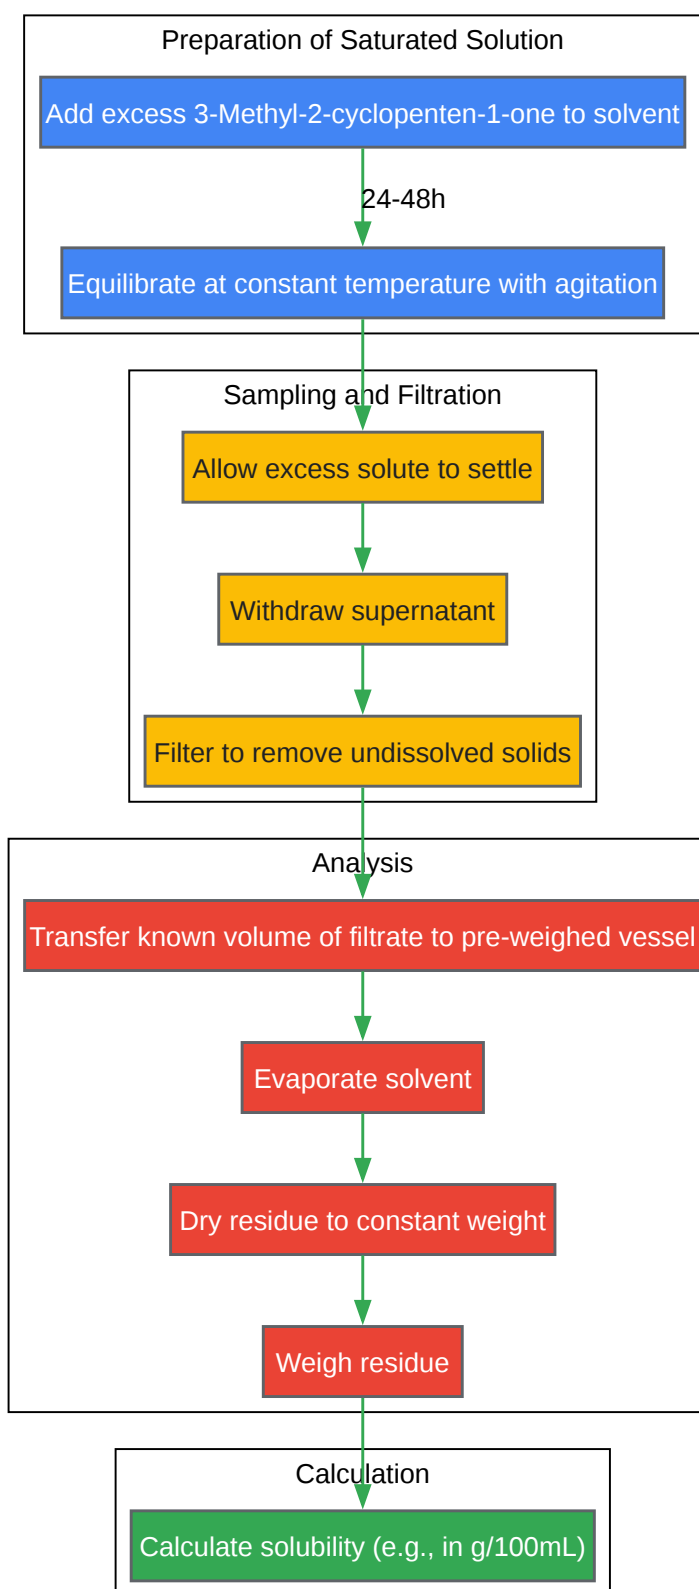 Preparation of Saturated Solution
Add excess 3-Methyl-2-cyclopenten-1-one to solvent
24-48h
Equilibrate at constant temperature with agitation
Sampling and Filtration
Allow excess solute to settle
Withdraw supernatant
Filter to remove undissolved solids
Analysis
Transfer known volume of filtrate to pre-weighed vessel
Evaporate solvent
Dry residue to constant weight
Weigh residue
Calculation
Calculate solubility (e.g., in g/100mL)